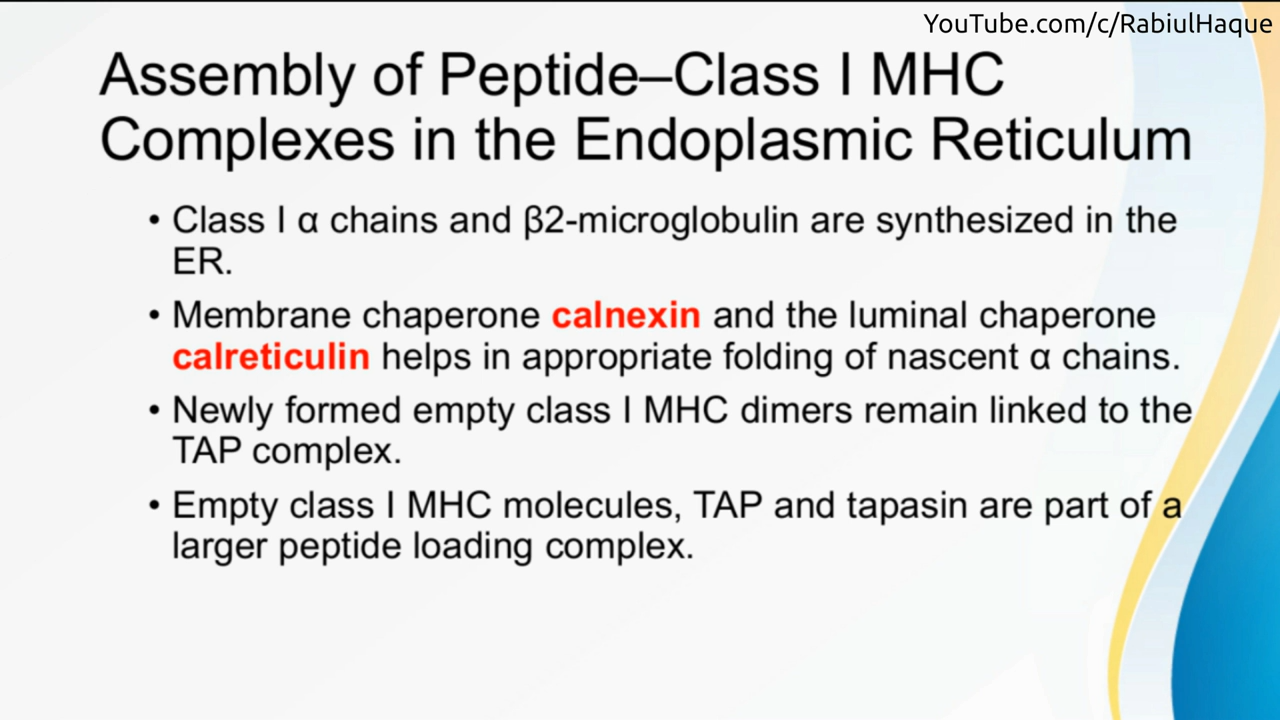 YouTube.com/c/RabiulHaque
Assembly of Peptide–Class I MHC
Complexes in the Endoplasmic Reticulum
• Class I α chains and β2-microglobulin are synthesized in the
ER.
• Membrane chaperone calnexin and the luminal chaperone
calreticulin helps in appropriate folding of nascent α chains.
• Newly formed empty class I MHC dimers remain linked to the
TAP complex.
• Empty class I MHC molecules, TAP and tapasin are part of a
larger peptide loading complex.